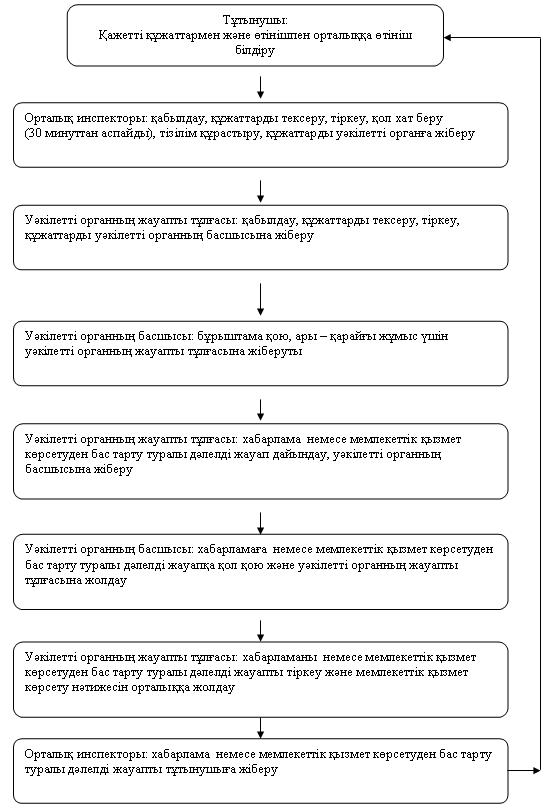 Тұтынушы:
Қажетті құжаттармен және өтінішпен орталыққа өтініш
білдіру
Орталық инспекторы: қабылдау, құжаттарды тексеру, тіркеу, қол хат беру
(30 минуттан аспайды), тізілім құрастыру, құжаттарды уәкілетті органға жіберу
Уәкілетті органның жауапты тұлғасы: қабылдау, құжаттарды тексеру, тіркеу,
құжаттарды уәкілетті органның басшысына жіберу
Уәкілетті органның басшысы: бұрыштама қою, ары – қарайғы жұмыс үшін
уәкілетті органның жауапты тұлғасына жіберуты
Уәкілетті органның жауапты тұлғасы: хабарлама немесе мемлекеттік қызмет
көрсетуден бас тарту туралы дәлелді жауап дайындау, уәкілетті органның
басшысына жіберу
Уәкілетті органның басшысы: хабарламаға немесе мемлекеттік қызмет көрсетуден
бас тарту туралы дәлелді жауапқа қол қою және уәкілетті органның жауапты
тұлғасына жолдау
Уәкілетті органның жауапты тұлғасы: хабарламаны немесе мемлекеттік қызмет
көрсетуден бас тарту туралы дәлелді жауапты тіркеу және мемлекеттік қызмет
көрсету нәтижесін орталыққа жолдау
Орталық инспекторы: хабарлама немесе мемлекеттік қызмет көрсетуден бас тарту
туралы дәлелді жауапты тұтынушыға жіберу